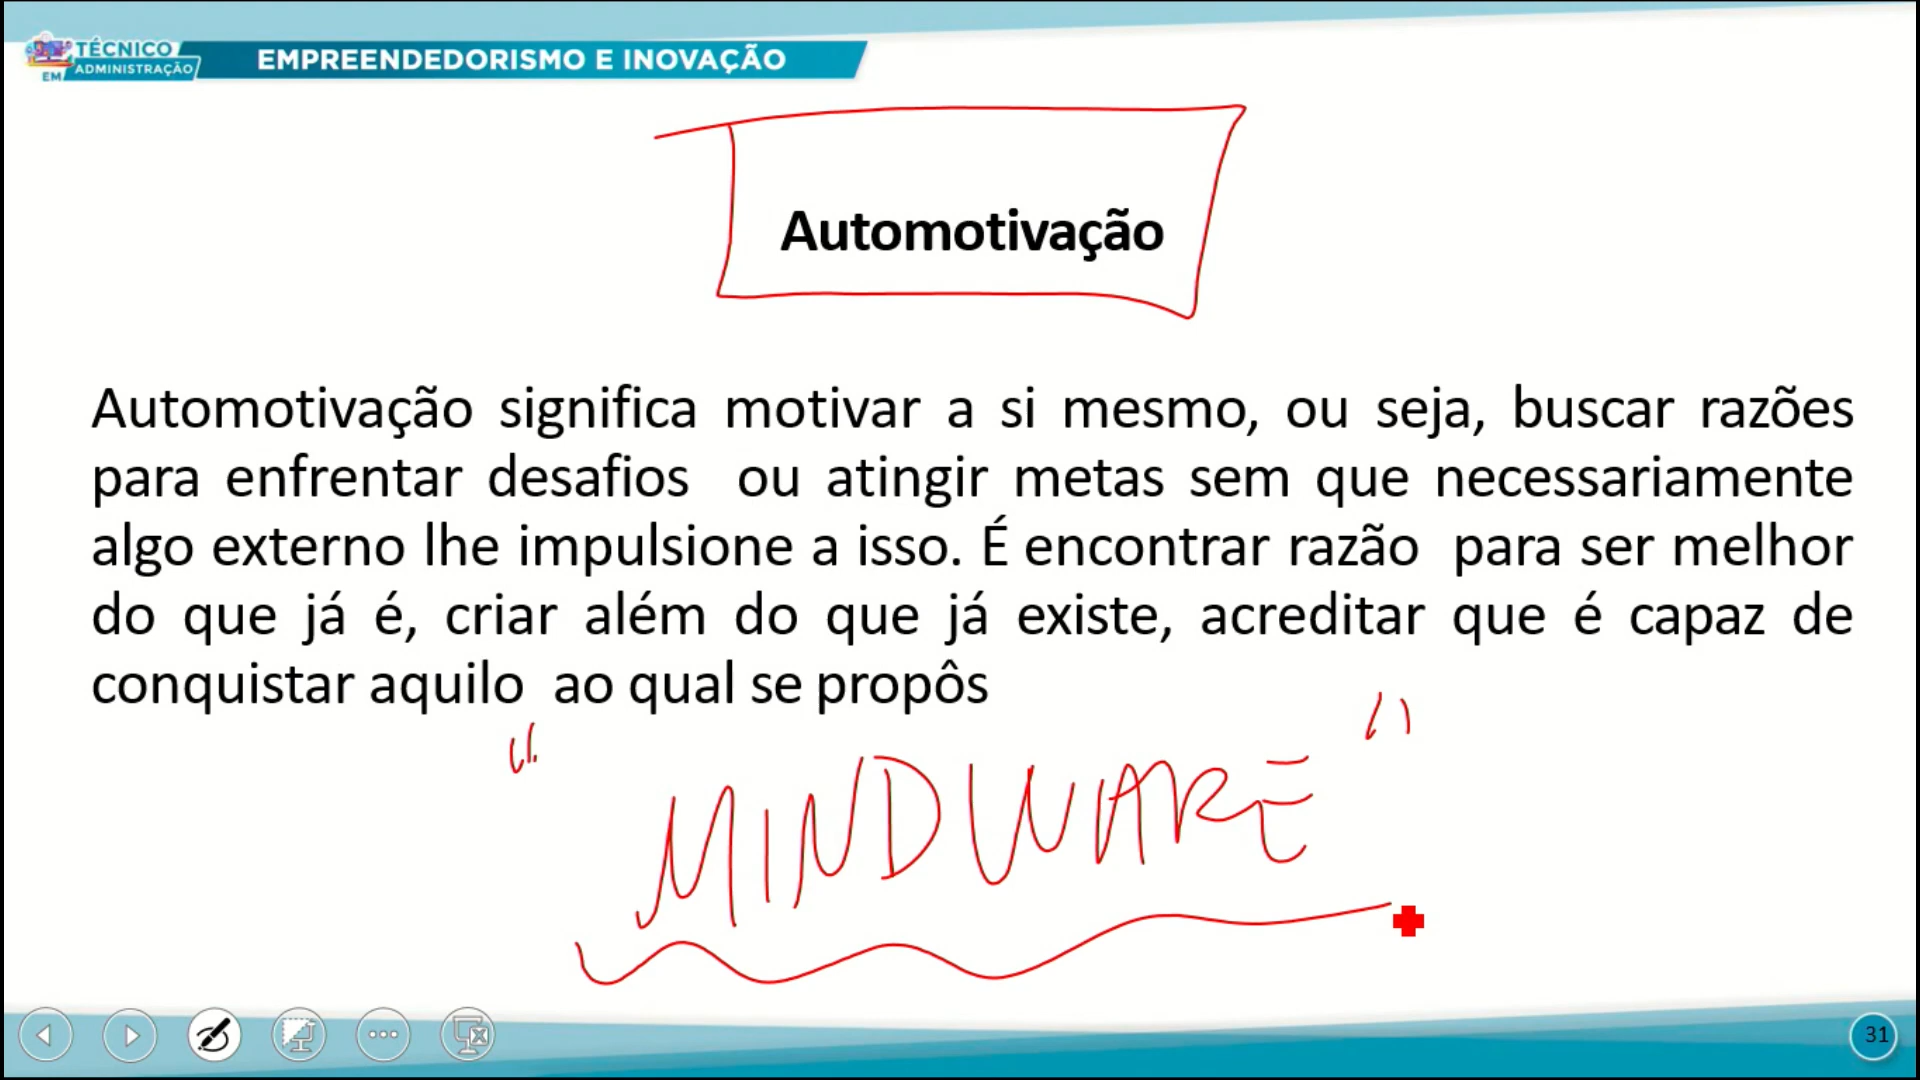 TÉCNICO
EM ADMINISTRAÇÃO
EMPREENDEDORISMO E INOVAÇÃO
Automotivação
Automotivação significa motivar a si mesmo, ou seja, buscar razões
para enfrentar desafios ou atingir metas sem que necessariamente
algo externo lhe impulsione a isso. É encontrar razão para ser melhor
do que já é, criar além do que já existe, acreditar que é capaz de
conquistar aquilo ao qual se propôs
"MINDWARE"
31